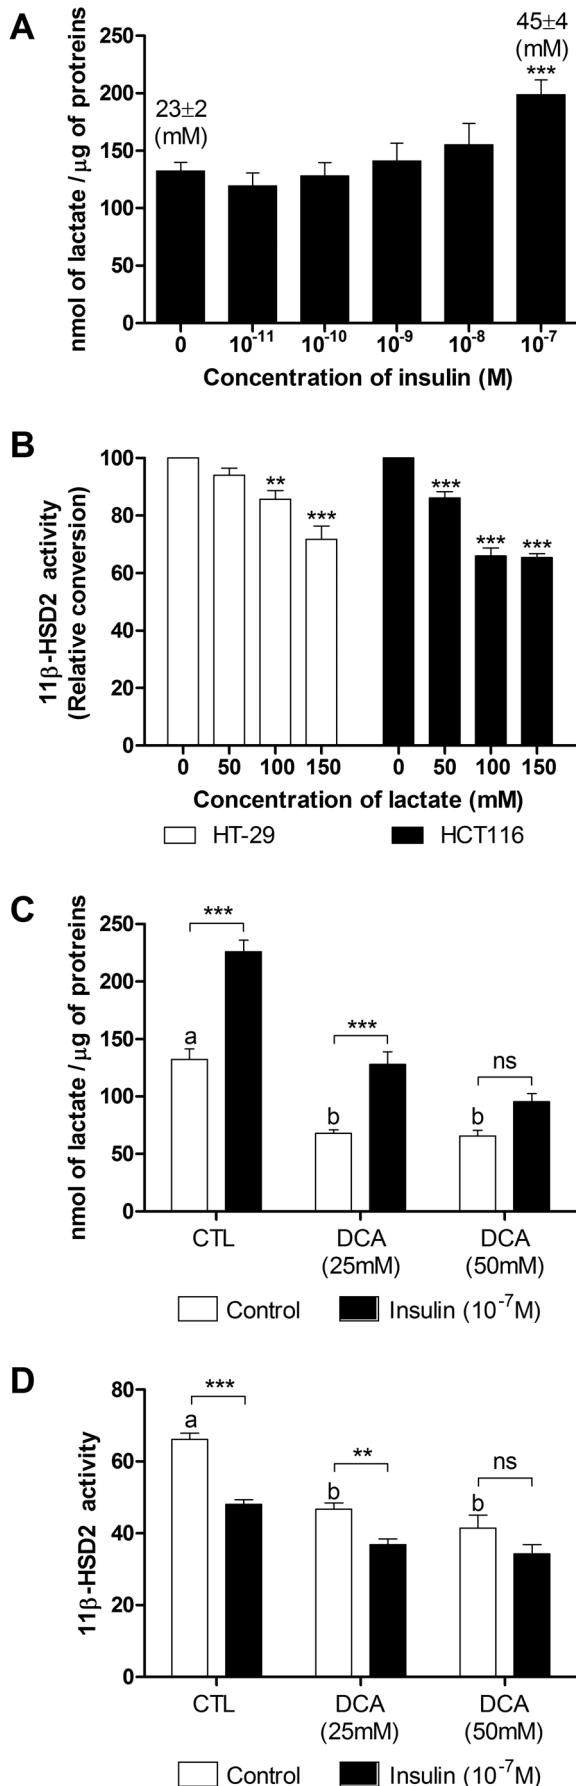 A
nmol of lactate / μg of protreins
250
200
150
100
50
0
23±2
(mM)
45±4
(mM)
***
0 10⁻¹¹ 10⁻¹⁰ 10⁻⁹ 10⁻⁸ 10⁻⁷
Concentration of insulin (M)
B
11β-HSD2 activity
(Relative conversion)
100
80
60
40
20
0
** *** *** *** ***
0 50 100 150 0 50 100 150
Concentration of lactate (mM)
HT-29 HCT116
C
nmol of lactate / μg of protreins
250
200
150
100
50
0
*** *** ns
a b b
CTL DCA DCA
(25mM) (50mM)
Control Insulin (10⁻⁷M)
D
11β-HSD2 activity
80
60
40
20
0
*** ** ns
a b b
CTL DCA DCA
(25mM) (50mM)
Control Insulin (10⁻⁷M)